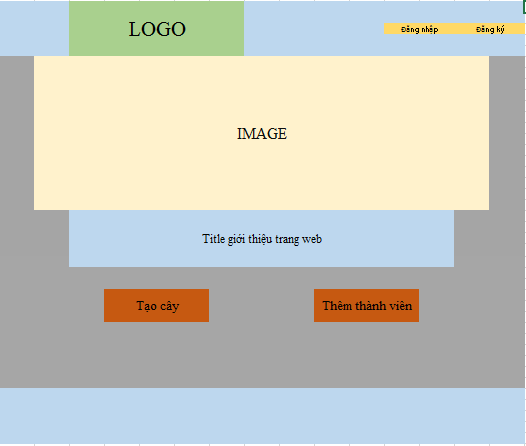 LOGO
Đăng nhập
Đăng ký
IMAGE
Title giới thiệu trang web
Tạo cây
Thêm thành viên